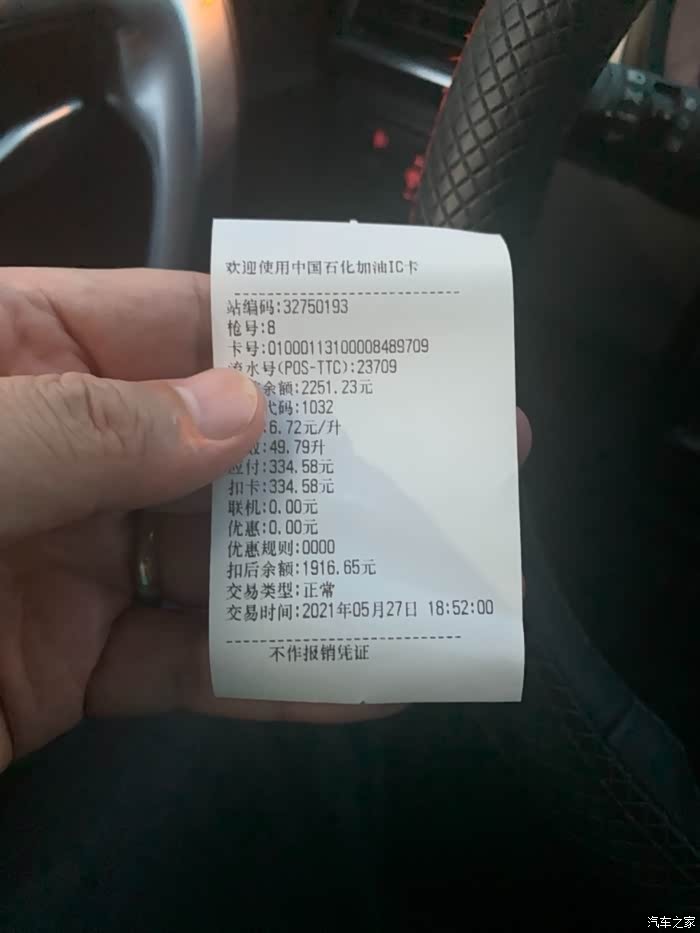 欢迎使用中国石化加油IC卡
站编码:32750193
枪号:8
卡号:01000113100008489709
流水号(POS-TTC):23709
余额:2251.23元
代码:1032
6.72元/升
:49.79升
应付:334.58元
扣卡:334.58元
联机:0.00元
优惠:0.00元
优惠规则:0000
扣后余额:1916.65元
交易类型:正常
交易时间:2021年05月27日 18:52:00
不作报销凭证
汽车之家